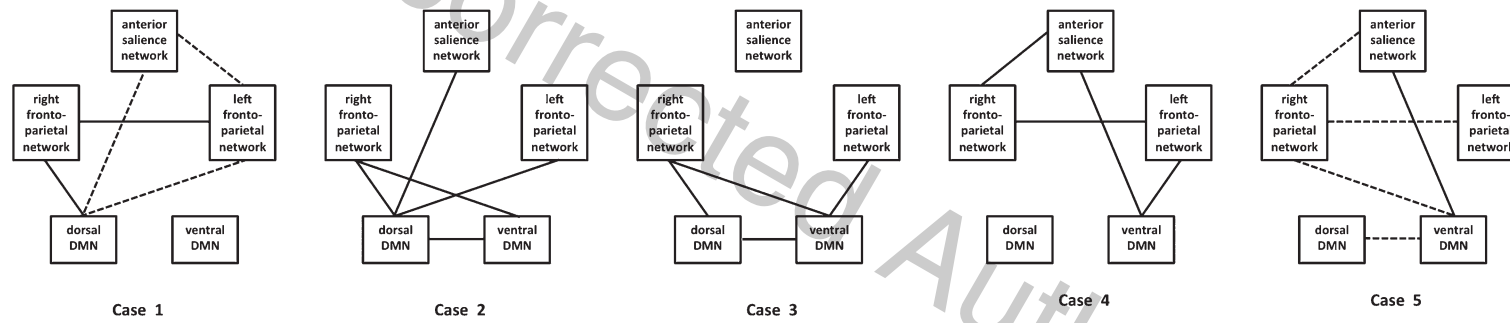 anterior
salience
network
right
fronto-
parietal
network
left
fronto-
parietal
network
dorsal
DMN
ventral
DMN
Case 1
anterior
salience
network
right
fronto-
parietal
network
left
fronto-
parietal
network
dorsal
DMN
ventral
DMN
Case 2
anterior
salience
network
right
fronto-
parietal
network
left
fronto-
parietal
network
dorsal
DMN
ventral
DMN
Case 3
anterior
salience
network
right
fronto-
parietal
network
left
fronto-
parietal
network
dorsal
DMN
ventral
DMN
Case 4
anterior
salience
network
right
fronto-
parietal
network
left
fronto-
dorsal
DMN
ventral
DMN
Case 5